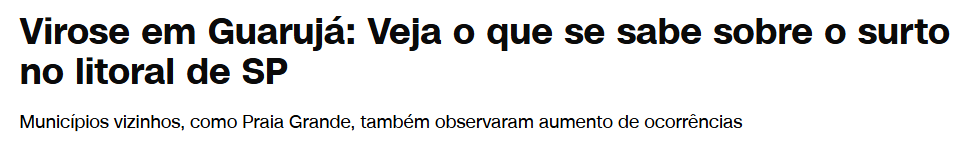 Virose em Guarujá: Veja o que se sabe sobre o surto
no litoral de SP
Municípios vizinhos, como Praia Grande, também observaram aumento de ocorrências